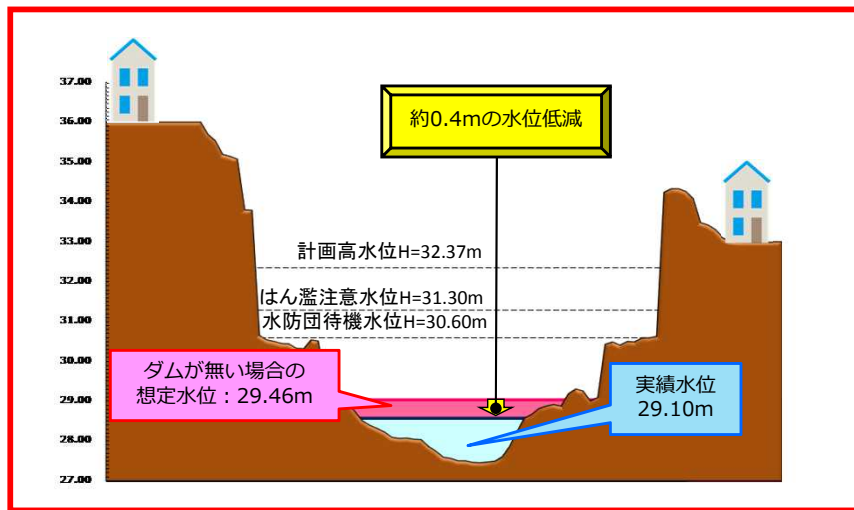 約0.4mの水位低減
37.00
36.00
35.00
34.00
33.00
32.00
31.00
30.00
29.00
28.00
27.00
計画高水位H=32.37m
はん濫注意水位H=31.30m
水防団待機水位H=30.60m
ダムが無い場合の
想定水位：29.46m
実績水位
29.10m